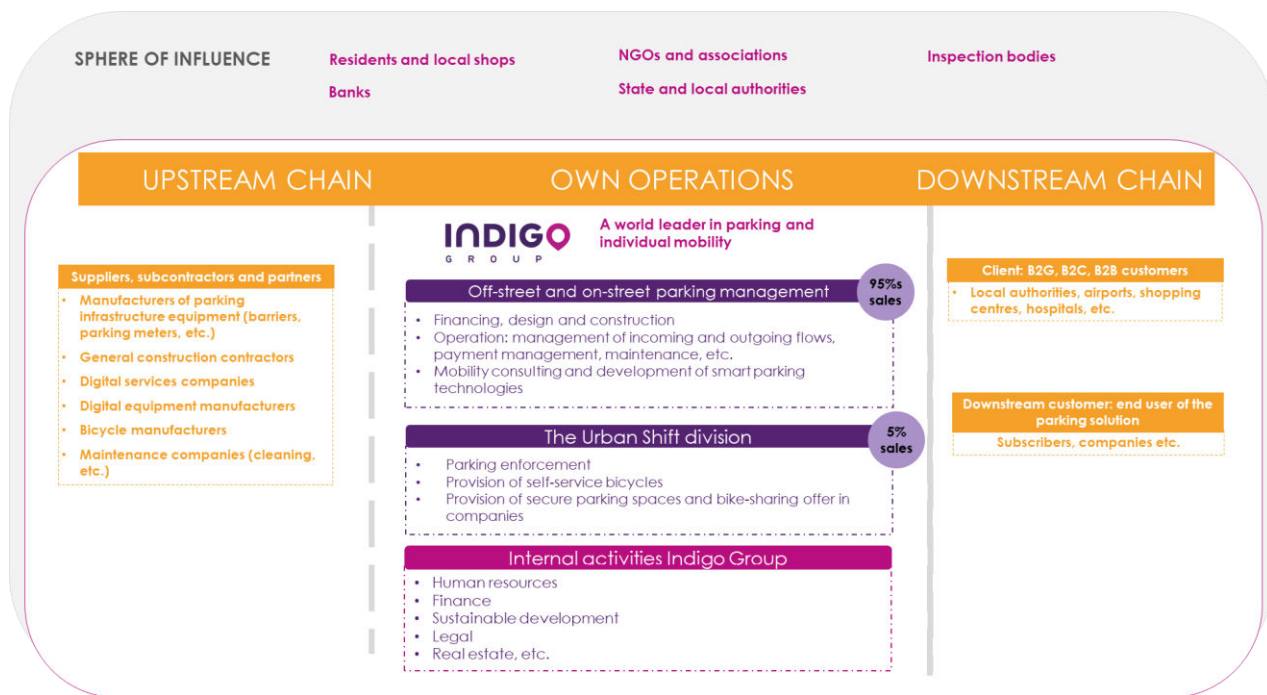 SPHERE OF INFLUENCE
Residents and local shops
NGOs and associations
Inspection bodies
Banks
State and local authorities
UPSTREAM CHAIN
OWN OPERATIONS
DOWNSTREAM CHAIN
INDIGO
GROUP
A world leader in parking and
individual mobility
Suppliers, subcontractors and partners
• Manufacturers of parking
infrastructure equipment (barriers,
parking meters, etc.)
• General construction contractors
• Digital services companies
• Digital equipment manufacturers
• Bicycle manufacturers
• Maintenance companies (cleaning,
etc.)
Off-street and on-street parking management
95%s
sales
• Financing, design and construction
• Operation: management of incoming and outgoing flows,
payment management, maintenance, etc.
• Mobility consulting and development of smart parking
technologies
The Urban Shift division
5%
sales
• Parking enforcement
• Provision of self-service bicycles
• Provision of secure parking spaces and bike-sharing offer in
companies
Internal activities Indigo Group
• Human resources
• Finance
• Sustainable development
• Legal
• Real estate, etc.
Client: B2G, B2C, B2B customers
• Local authorities, airports, shopping
centres, hospitals, etc.
Downstream customer: end user of the
parking solution
Subscribers, companies etc.